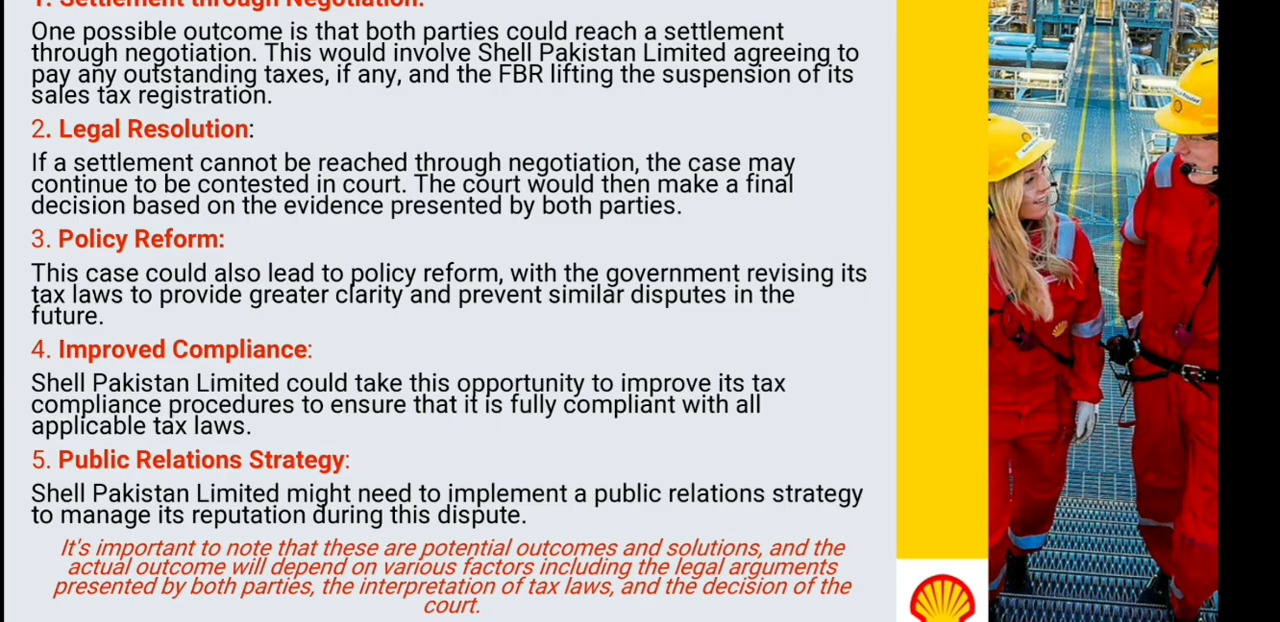 1. Settlement through Negotiation:
One possible outcome is that both parties could reach a settlement
through negotiation. This would involve Shell Pakistan Limited agreeing to
pay any outstanding taxes, if any, and the FBR lifting the suspension of its
sales tax registration.
2. Legal Resolution:
If a settlement cannot be reached through negotiation, the case may
continue to be contested in court. The court would then make a final
decision based on the evidence presented by both parties.
3. Policy Reform:
This case could also lead to policy reform, with the government revising its
tax laws to provide greater clarity and prevent similar disputes in the
future.
4. Improved Compliance:
Shell Pakistan Limited could take this opportunity to improve its tax
compliance procedures to ensure that it is fully compliant with all
applicable tax laws.
5. Public Relations Strategy:
Shell Pakistan Limited might need to implement a public relations strategy
to manage its reputation during this dispute.
It's important to note that these are potential outcomes and solutions, and the
actual outcome will depend on various factors including the legal arguments
presented by both parties, the interpretation of tax laws, and the decision of the
court.